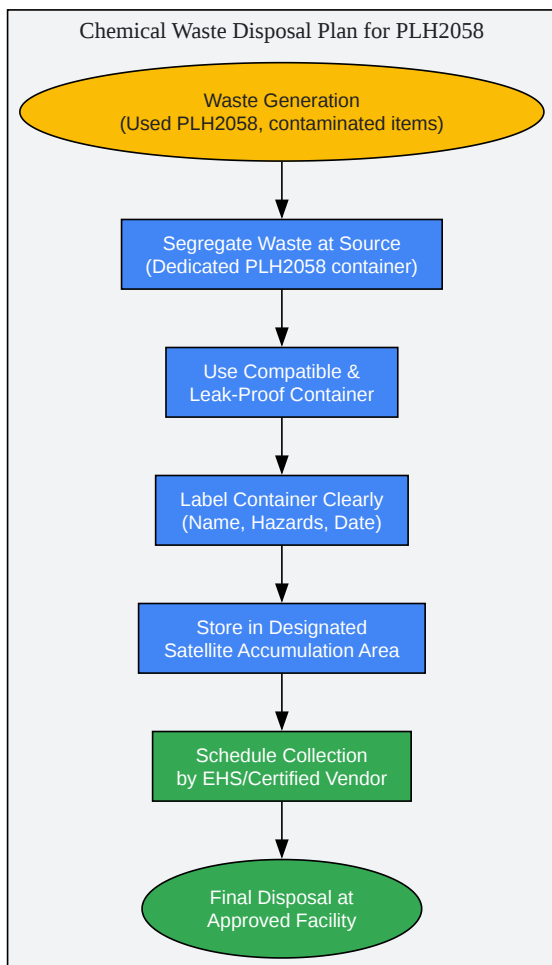 Chemical Waste Disposal Plan for PLH2058
Waste Generation
(Used PLH2058, contaminated items)
Segregate Waste at Source
(Dedicated PLH2058 container)
Use Compatible &
Leak-Proof Container
Label Container Clearly
(Name, Hazards, Date)
Store in Designated
Satellite Accumulation Area
Schedule Collection
by EHS/Certified Vendor
Final Disposal at
Approved Facility